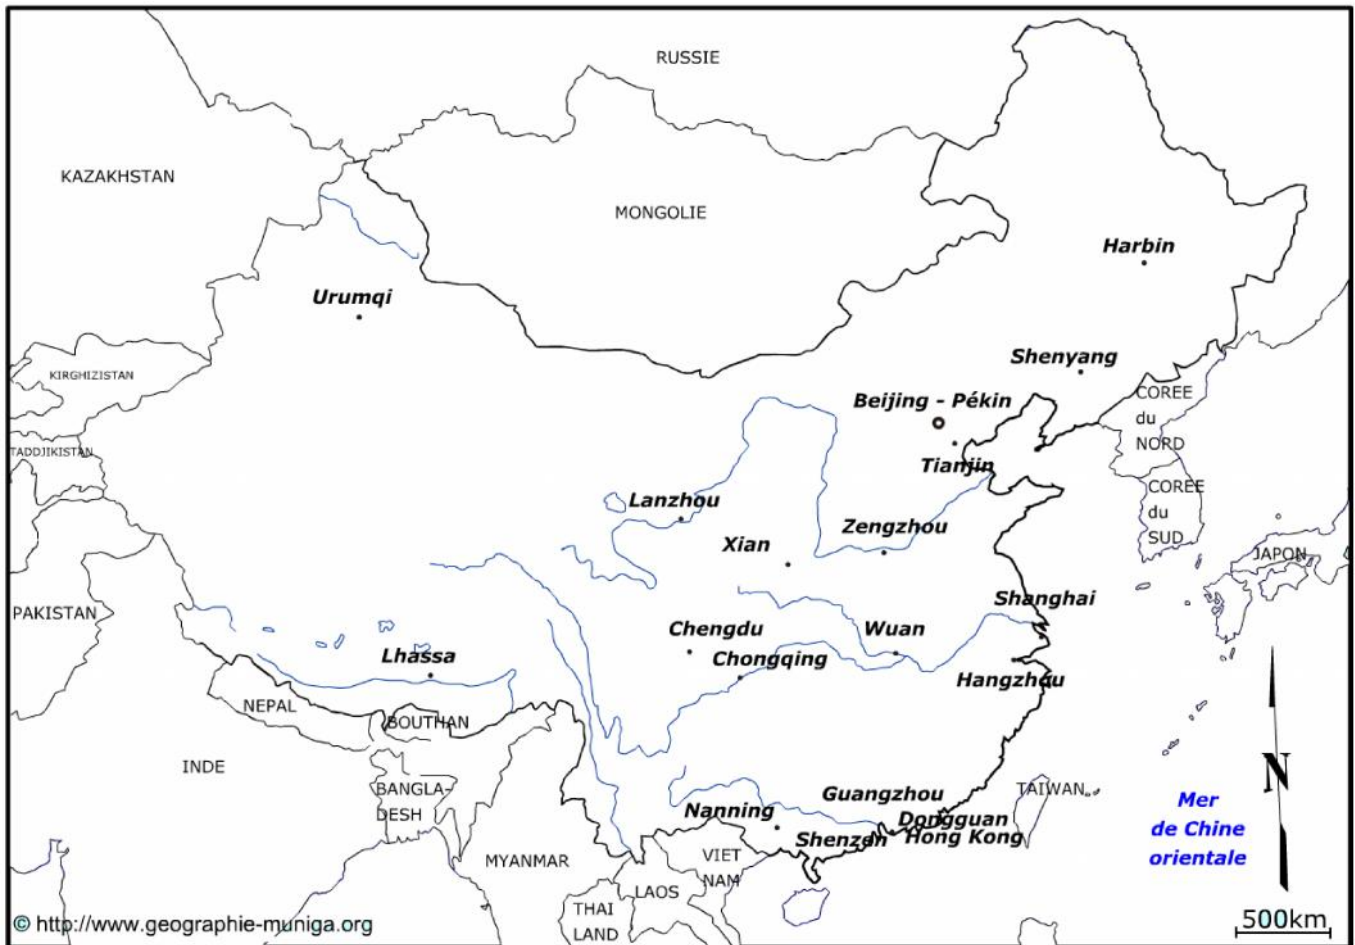 RUSSIE
KAZAKHSTAN
MONGOLIE
Harbin
Urumqi
Shenyang
KIRGHIZISTAN
Beijing - Pékin
COREE
du
NORD
TADDJIKISTAN
Tianjin
Lanzhou
COREE
du
SUD
Zengzhou
Xian
JAPON
PAKISTAN
Shanghai
Chengdu
Wuan
Lhassa
Chongqing
Hangzhou
NEPAL
BOUTHAN
INDE
BANGLA-
DESH
TAIWAN
Guangzhou
Mer
de Chine
orientale
N
Nanning
Dongguan
Shenzen
Hong Kong
MYANMAR
VIET
NAM
LAOS
THAI
LAND
© http://www.geographie-muniga.org
500km